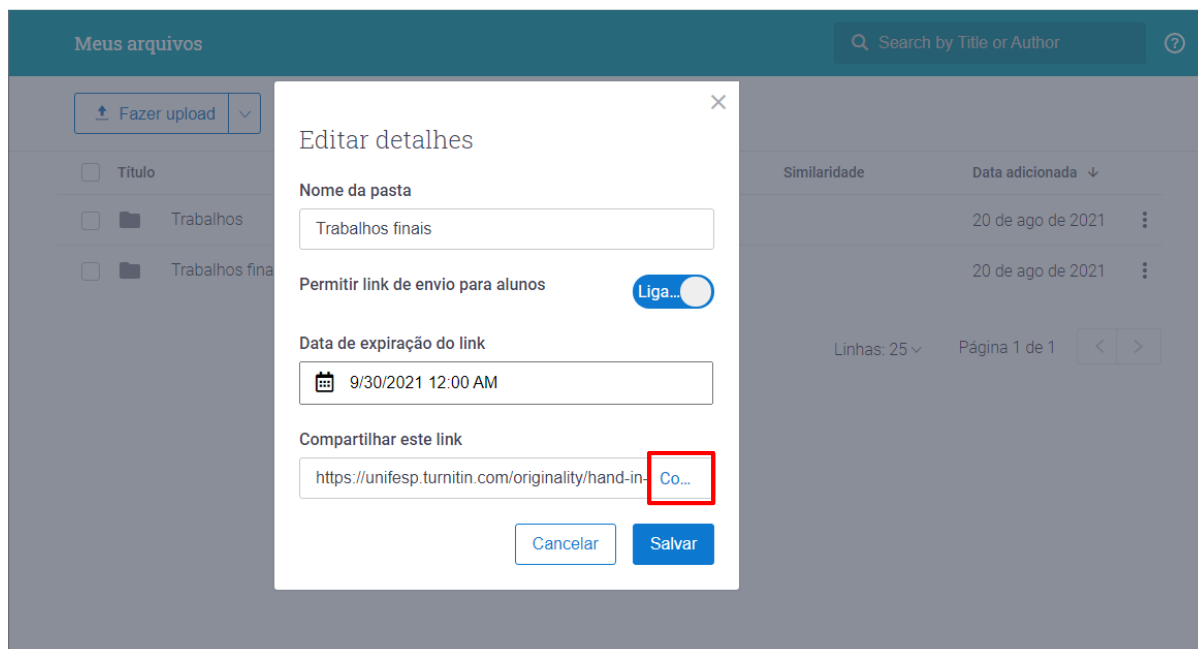 Meus arquivos
Search by Title or Author
Fazer upload
Título
Similaridade
Data adicionada
Trabalhos
20 de ago de 2021
Trabalhos fina
20 de ago de 2021
Linhas: 25
Página 1 de 1
Editar detalhes
Nome da pasta
Trabalhos finais
Permitir link de envio para alunos
Liga...
Data de expiração do link
9/30/2021 12:00 AM
Compartilhar este link
https://unifesp.turnitin.com/originality/hand-in-
Co...
Cancelar
Salvar